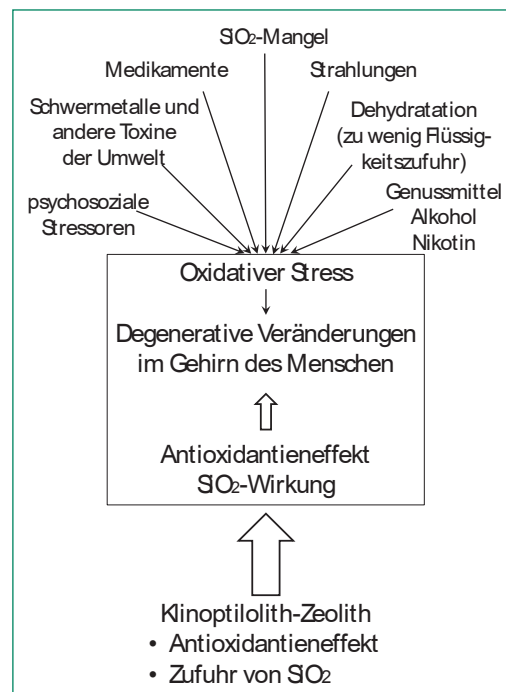 SiO2-Mangel
Medikamente
Strahlungen
Schwermetalle und
andere Toxine
der Umwelt
Dehydratation
(zu wenig Flüssig-
keitszufuhr)
psychosoziale
Stressoren
Genussmittel
Alkohol
Nikotin
Oxidativer Stress
Degenerative Veränderungen
im Gehirn des Menschen
Antioxidantieneffekt
SiO2-Wirkung
Klinoptilolith-Zeolith
• Antioxidantieneffekt
• Zufuhr von SiO2